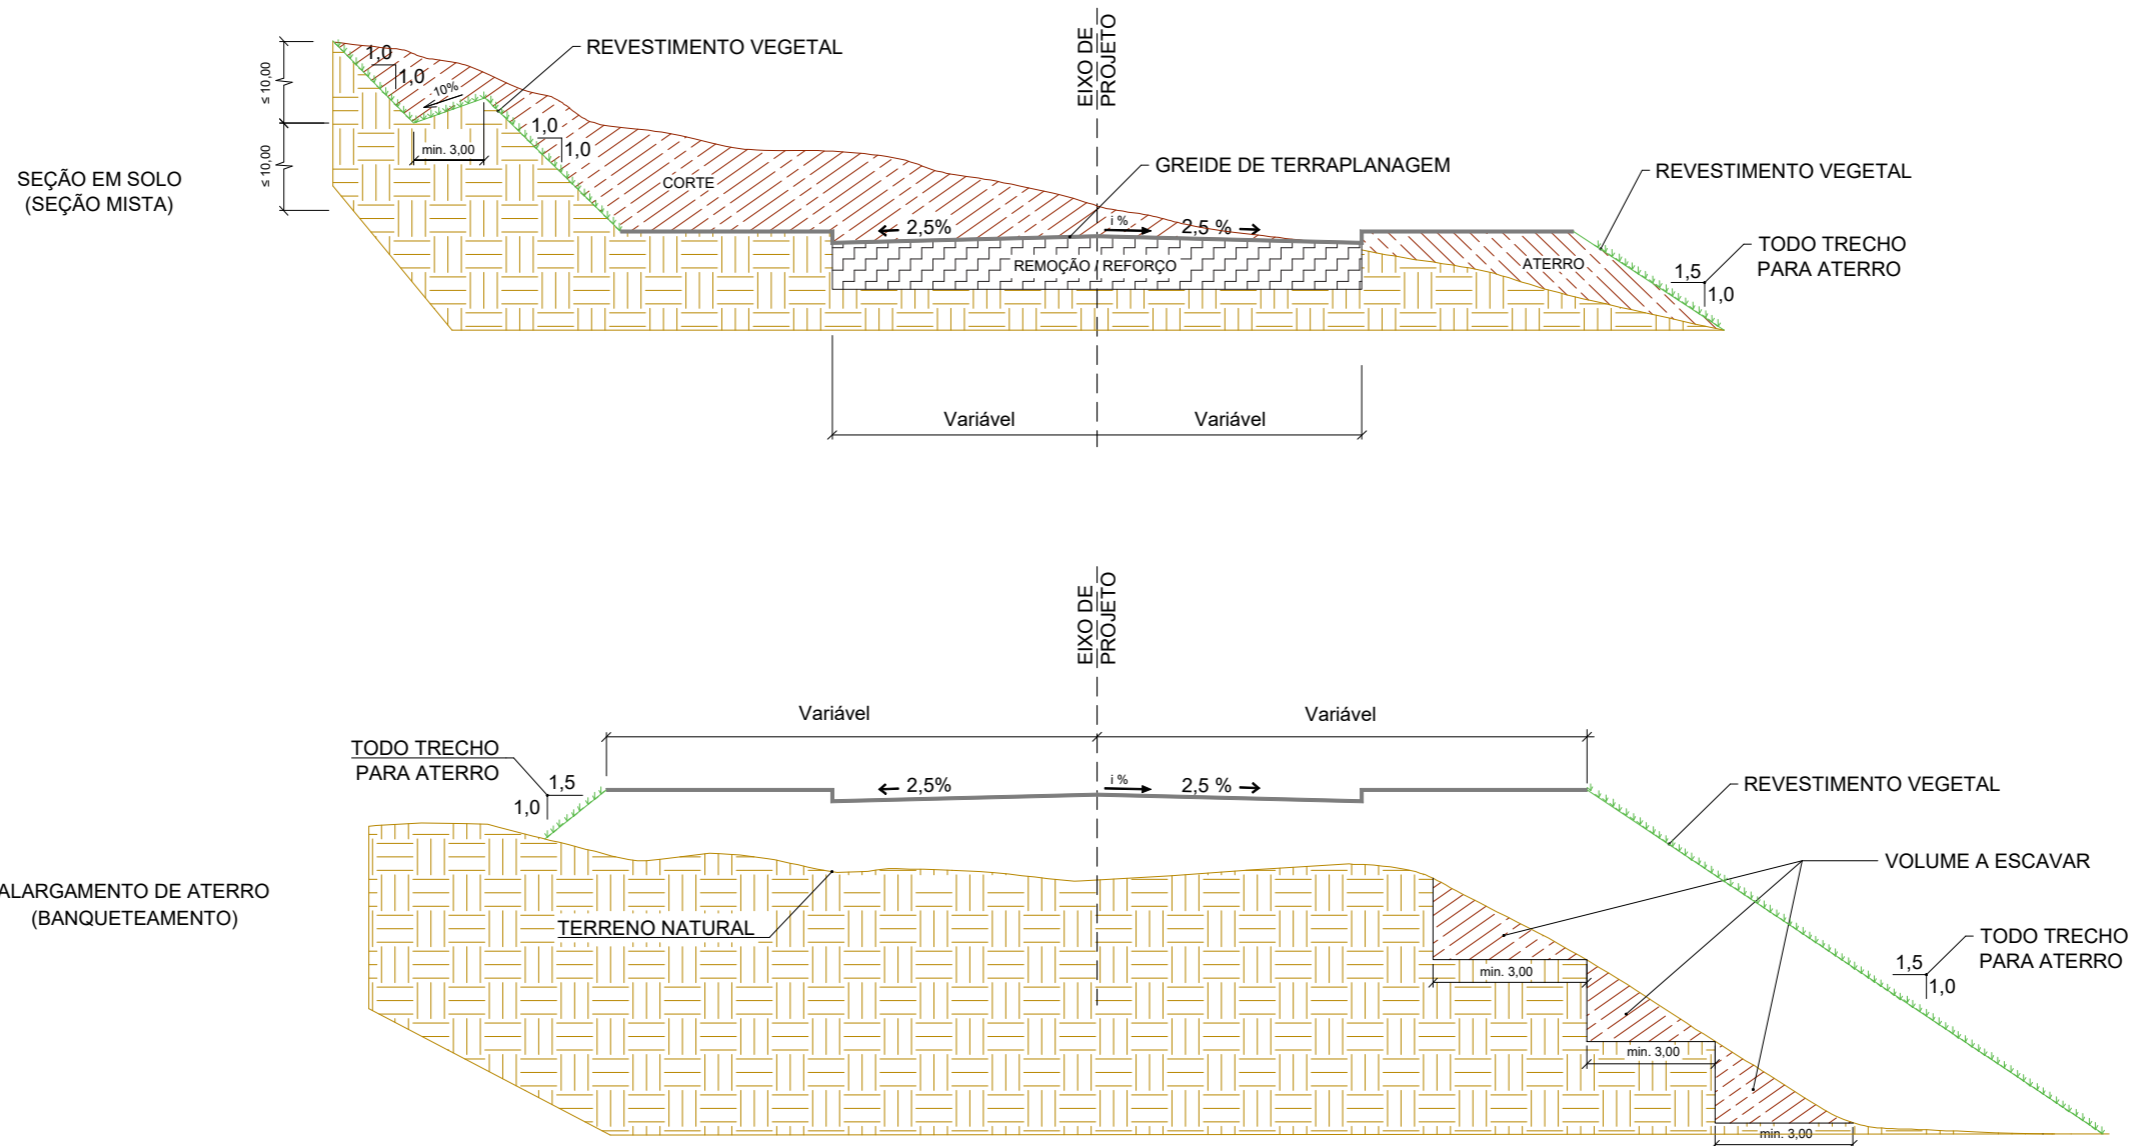 EIXO DE
PROJETO
REVESTIMENTO VEGETAL
1,0
1,0
≤ 10,00
10%
min. 3,00
≤ 10,00
1,0
1,0
SEÇÃO EM SOLO
(SEÇÃO MISTA)
CORTE
GREIDE DE TERRAPLANAGEM
REVESTIMENTO VEGETAL
2,5%
i %
2,5 %
TODO TRECHO
PARA ATERRO
REMOÇÃO / REFORÇO
ATERRO
1,5
1,0
Variável
Variável
EIXO DE
PROJETO
Variável
Variável
TODO TRECHO
PARA ATERRO
1,5
1,0
2,5%
i %
2,5 %
REVESTIMENTO VEGETAL
VOLUME A ESCAVAR
ALARGAMENTO DE ATERRO
(BANQUETEAMENTO)
TERRENO NATURAL
TODO TRECHO
PARA ATERRO
1,5
1,0
min. 3,00
min. 3,00
min. 3,00